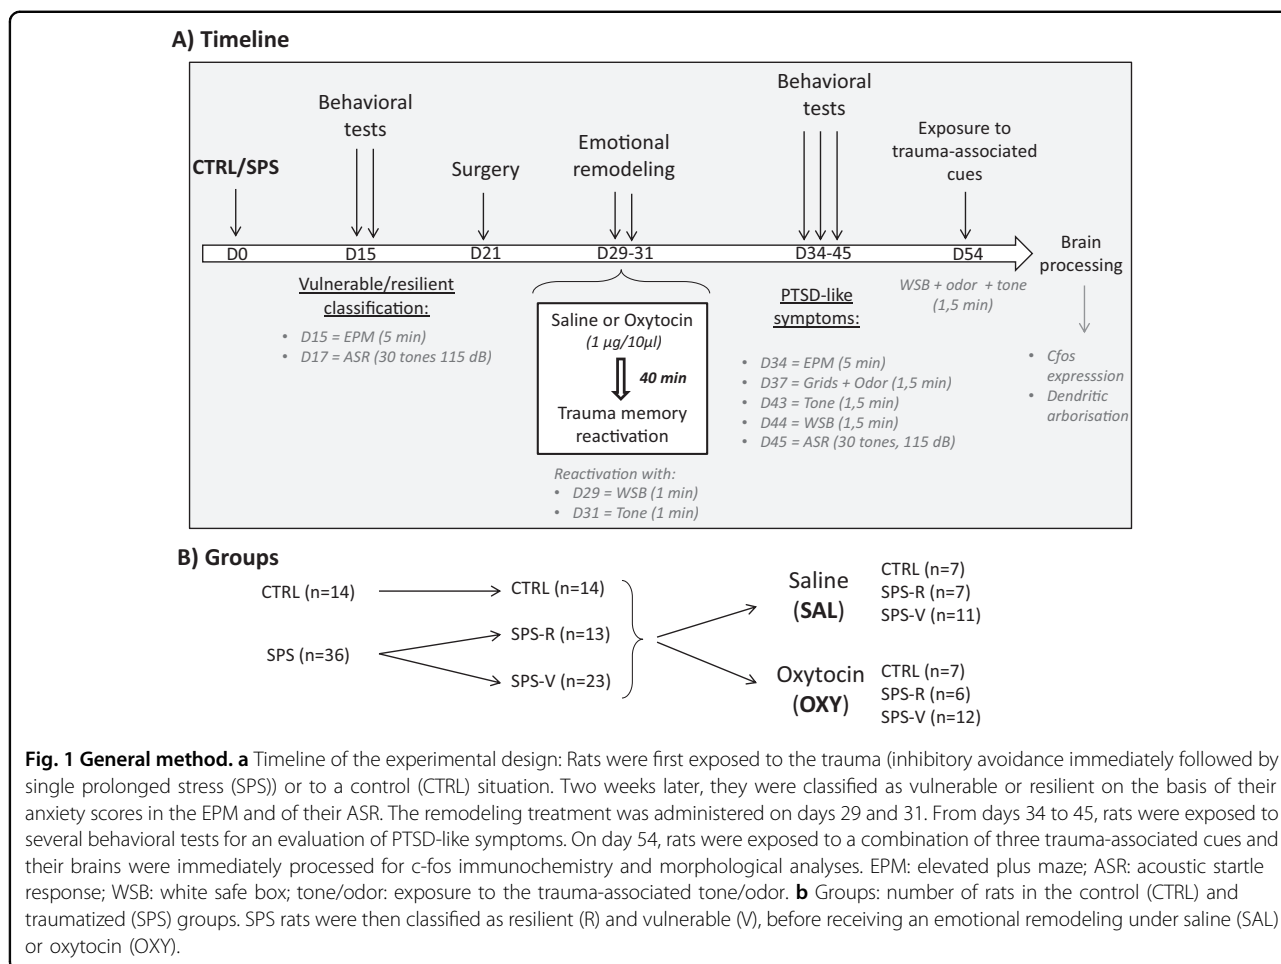 A) Timeline
Behavioral
tests
CTRL/SPS
Surgery
Emotional
remodeling
Behavioral
tests
Exposure to
trauma-associated
cues
D0
D15
D21
D29-31
D34-45
D54
Brain
processing
Vulnerable/resilient
classification:
• D15 = EPM (5 min)
• D17 = ASR (30 tones 115 dB)
Saline or Oxytocin
(1 µg/10µl)
40 min
Trauma memory
reactivation
Reactivation with:
• D29 = WSB (1 min)
• D31 = Tone (1 min)
PTSD-like
symptoms:
• D34 = EPM (5 min)
• D37 = Grids + Odor (1,5 min)
• D43 = Tone (1,5 min)
• D44 = WSB (1,5 min)
• D45 = ASR (30 tones, 115 dB)
WSB + odor + tone
(1,5 min)
• Cfos
expresssion
• Dendritic
arborisation
B) Groups
CTRL (n=14)
SPS (n=36)
CTRL (n=14)
SPS-R (n=13)
SPS-V (n=23)
Saline
(SAL)
CTRL (n=7)
SPS-R (n=7)
SPS-V (n=11)
Oxytocin
(OXY)
CTRL (n=7)
SPS-R (n=6)
SPS-V (n=12)
Fig. 1 General method. a Timeline of the experimental design: Rats were first exposed to the trauma (inhibitory avoidance immediately followed by
single prolonged stress (SPS)) or to a control (CTRL) situation. Two weeks later, they were classified as vulnerable or resilient on the basis of their
anxiety scores in the EPM and of their ASR. The remodeling treatment was administered on days 29 and 31. From days 34 to 45, rats were exposed to
several behavioral tests for an evaluation of PTSD-like symptoms. On day 54, rats were exposed to a combination of three trauma-associated cues and
their brains were immediately processed for c-fos immunochemistry and morphological analyses. EPM: elevated plus maze; ASR: acoustic startle
response; WSB: white safe box; tone/odor: exposure to the trauma-associated tone/odor. b Groups: number of rats in the control (CTRL) and
traumatized (SPS) groups. SPS rats were then classified as resilient (R) and vulnerable (V), before receiving an emotional remodeling under saline (SAL)
or oxytocin (OXY).